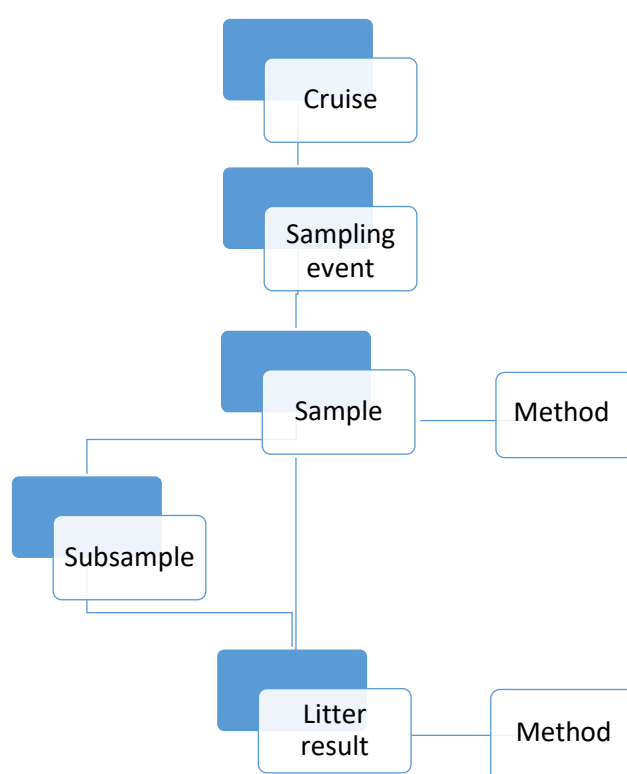 Cruise
Sampling
event
Sample
Method
Subsample
Litter
result
Method